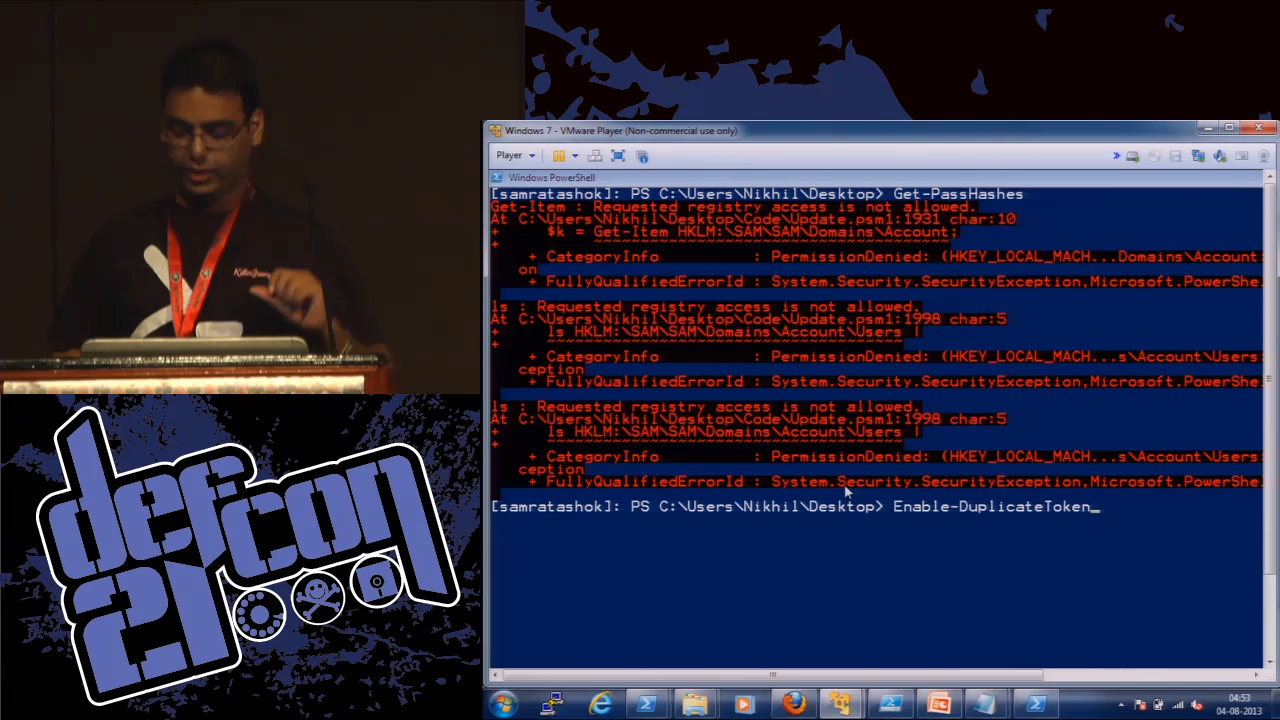 Windows 7 - VMware Player (Non-commercial use only)
Player
Windows PowerShell
[samratashok]: PS C:\Users\Nikhil\Desktop> Get-PassHashes
Get-Item : Requested registry access is not allowed.
At C:\Users\Nikhil\Desktop\Code\Update.psm1:1931 char:10
+     $k = Get-Item HKLM:\SAM\SAM\Domains\Account;
+          ~~~~~~~~~~~~~~~~~~~~~~~~~~~~~~~~~~~~~~
    + CategoryInfo          : PermissionDenied: (HKEY_LOCAL_MACH...Domains\Account:
   on
    + FullyQualifiedErrorId : System.Security.SecurityException,Microsoft.PowerShe
ls : Requested registry access is not allowed.
At C:\Users\Nikhil\Desktop\Code\Update.psm1:1998 char:5
+     ls HKLM:\SAM\SAM\Domains\Account\Users |
+     ~~~~~~~~~~~~~~~~~~~~~~~~~~~~~~~~~~~~~~
    + CategoryInfo          : PermissionDenied: (HKEY_LOCAL_MACH...s\Account\Users:
   ception
    + FullyQualifiedErrorId : System.Security.SecurityException,Microsoft.PowerShe
ls : Requested registry access is not allowed.
At C:\Users\Nikhil\Desktop\Code\Update.psm1:1998 char:5
+     ls HKLM:\SAM\SAM\Domains\Account\Users |
+     ~~~~~~~~~~~~~~~~~~~~~~~~~~~~~~~~~~~~~~
    + CategoryInfo          : PermissionDenied: (HKEY_LOCAL_MACH...s\Account\Users:
   ception
    + FullyQualifiedErrorId : System.Security.SecurityException,Microsoft.PowerShe
[samratashok]: PS C:\Users\Nikhil\Desktop> Enable-DuplicateToken_
04:53
04-08-2013
defcon
21